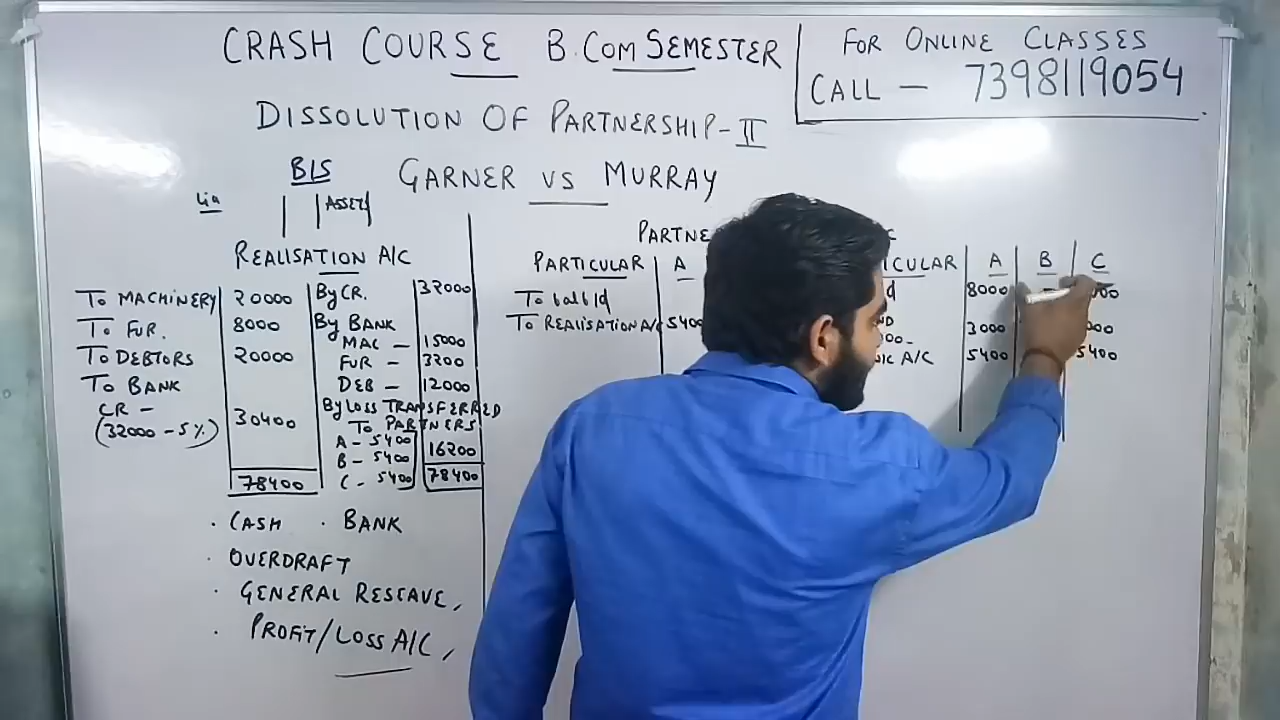 CRASH COURSE B.COM SEMESTER
FOR ONLINE CLASSES
CALL — 7398119054
DISSOLUTION OF PARTNERSHIP-II
GARNER VS MURRAY
B/S
Lia
ASSETS
REALISATION A/C
To MACHINERY 20000 By CR. 32000
To FUR. 8000 By BANK
MAC — 15000
To DEBTORS 20000 FUR — 3200
To BANK DEB — 12000
CR — 30400 By LOSS TRANSFERRED
(32000 - 5%) To PARTNERS
A - 5400 16200
B - 5400
78400 C - 5400 78400
. CASH . BANK
. OVERDRAFT
. GENERAL RESEAVE,
. PROFIT/LOSS A/C,
PARTICULAR A
To bal b/d
To REALISATION A/C
A B C
8000
3000
A/C 5400 5400